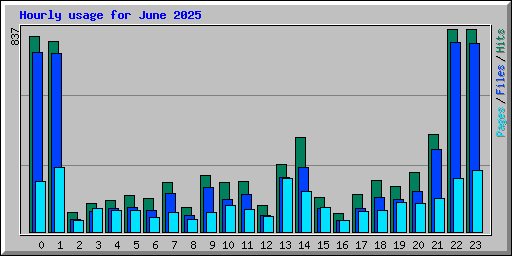 Hourly usage for June 2025
837
Pages/Files/Hits
0 1 2 3 4 5 6 7 8 9 10 11 12 13 14 15 16 17 18 19 20 21 22 23